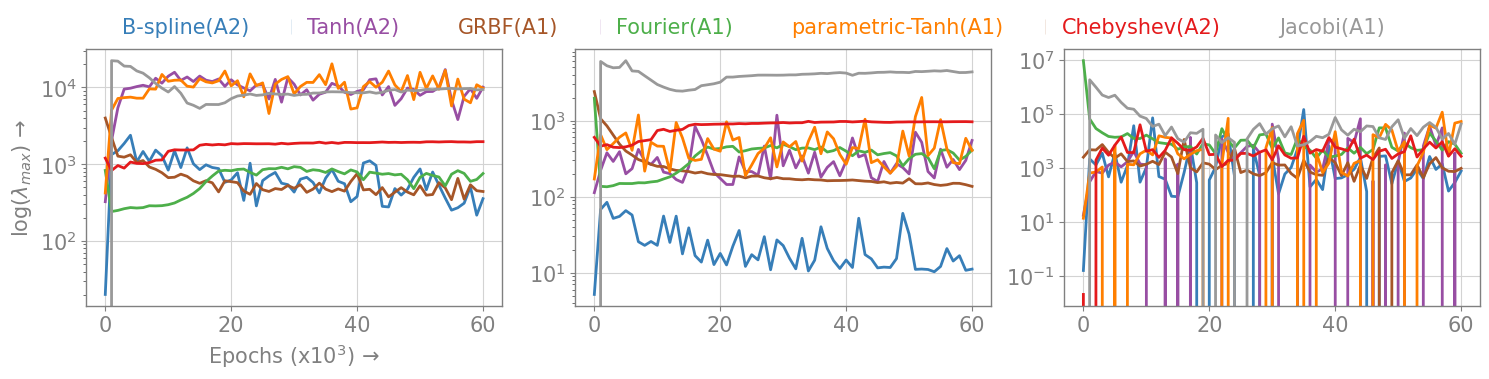 B-spline(A2) Tanh(A2) GRBF(A1) Fourier(A1) parametric-Tanh(A1) Chebyshev(A2) Jacobi(A1)
log(λ_max) →
10⁴
10³
10²
0 20 40 60
Epochs (x10³) →
10³
10²
10¹
0 20 40 60
10⁷
10⁵
10³
10¹
10⁻¹
0 20 40 60